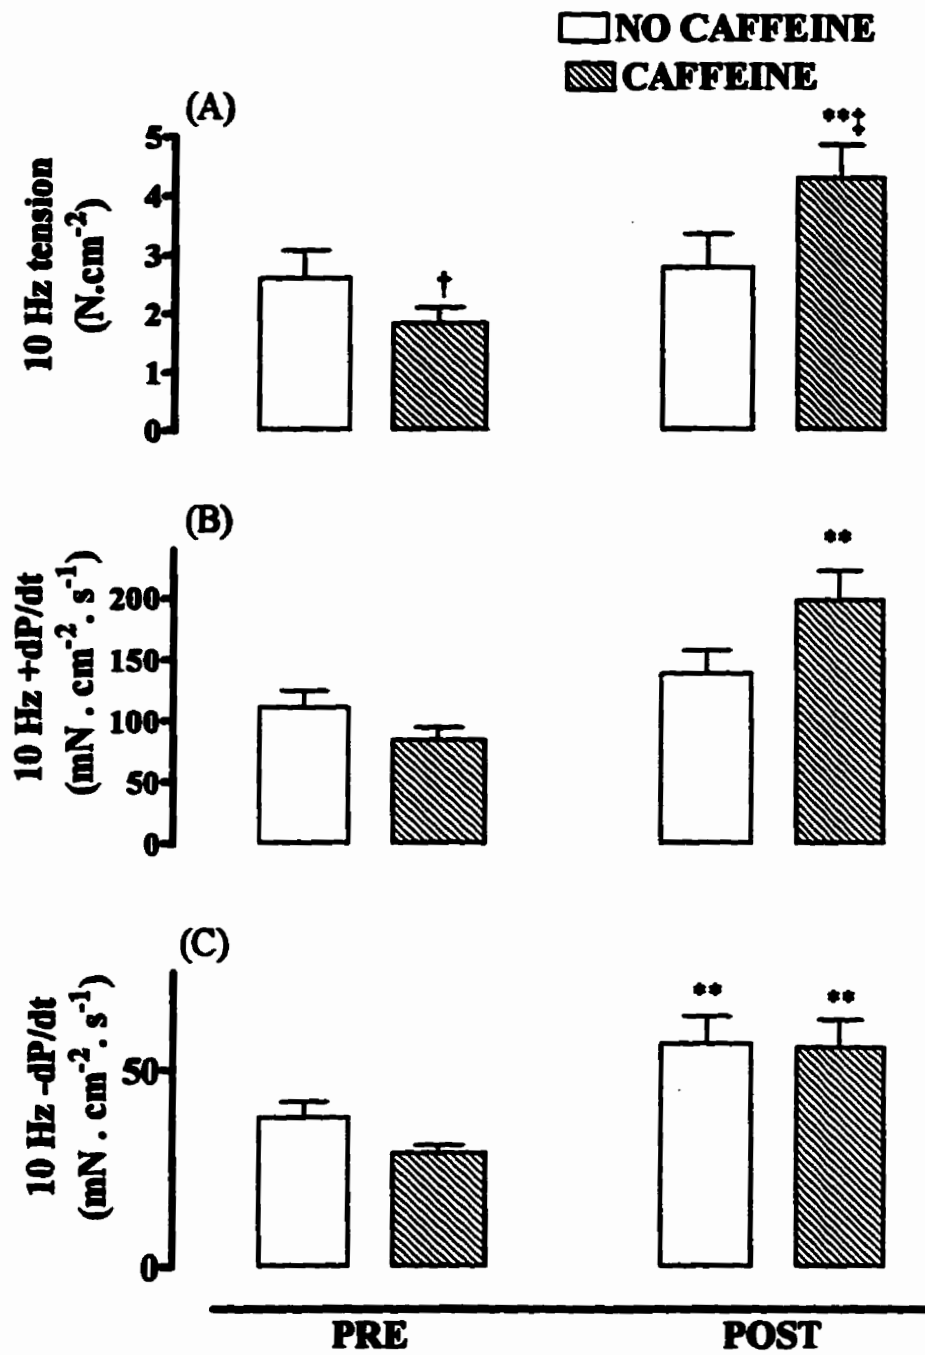 NO CAFFEINE
CAFFEINE
(A)
**‡
5
4
3
2
1
0
10 Hz tension
(N.cm⁻²)
†
(B)
**
200
150
100
50
0
10 Hz +dP/dt
(mN . cm⁻² . s⁻¹)
(C)
**
**
50
0
10 Hz -dP/dt
(mN . cm⁻² . s⁻¹)
PRE
POST